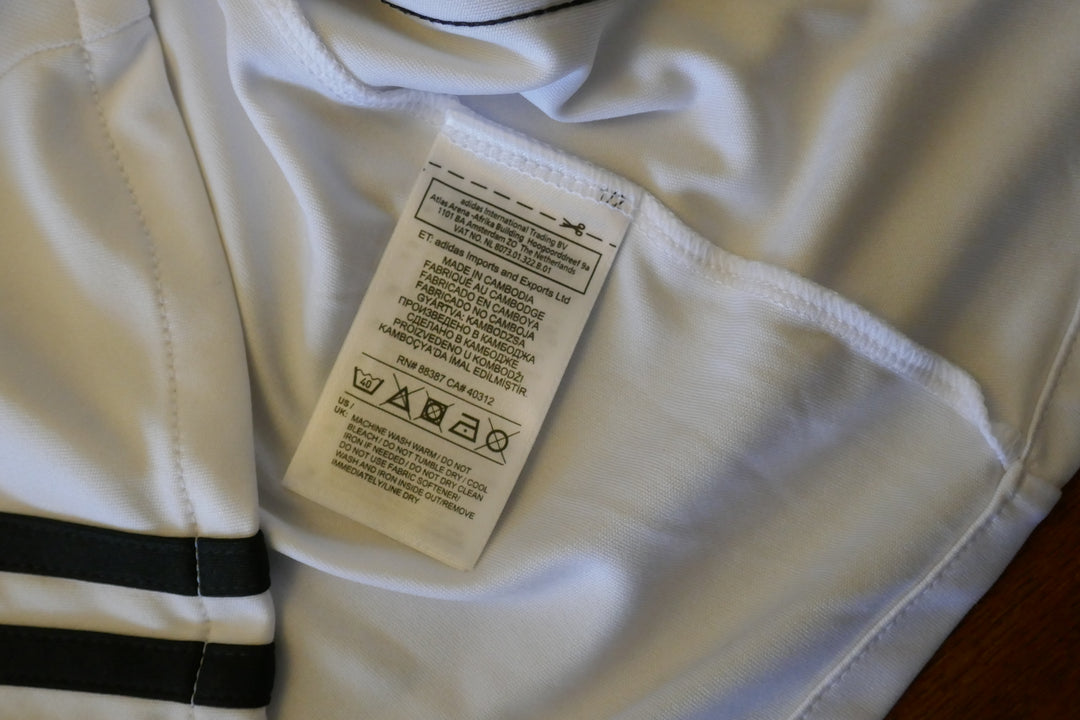 adidas International Trading BV
Atlas Arena -Afrika Building Hoogoorddreef 9a
1101 BA Amsterdam ZO The Netherlands
VAT NO. NL 8073.01.322.B.01
ET: adidas Imports and Exports Ltd
MADE IN CAMBODIA
FABRIQUÉ AU CAMBODGE
FABRICADO EN CAMBOYA
FABRICADO NO CAMBOJA
GYÁRTVA: KAMBODZSA
ПРОИЗВЕДЕНО В КАМБОДЖА
СДЕЛАНО В КАМБОДЖЕ
PROIZVEDENO U KOMBODŽI
KAMBOÇYA'DA İMAL EDİLMİŞTİR.
RN# 88387 CA# 40312
40
US /
UK: MACHINE WASH WARM / DO NOT
BLEACH / DO NOT TUMBLE DRY / COOL
IRON IF NEEDED / DO NOT DRY CLEAN
DO NOT USE FABRIC SOFTENER/
WASH AND IRON INSIDE OUT/REMOVE
IMMEDIATELY/LINE DRY